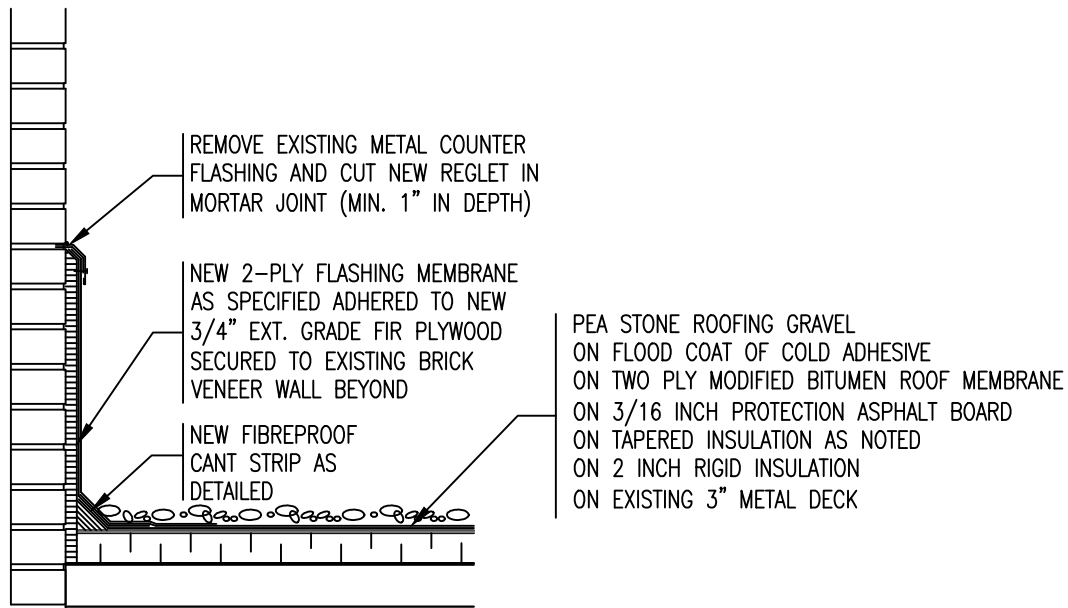 REMOVE EXISTING METAL COUNTER
FLASHING AND CUT NEW REGLET IN
MORTAR JOINT (MIN. 1" IN DEPTH)
NEW 2-PLY FLASHING MEMBRANE
AS SPECIFIED ADHERED TO NEW
3/4" EXT. GRADE FIR PLYWOOD
SECURED TO EXISTING BRICK
VENEER WALL BEYOND
NEW FIBREPROOF
CANT STRIP AS
DETAILED
PEA STONE ROOFING GRAVEL
ON FLOOD COAT OF COLD ADHESIVE
ON TWO PLY MODIFIED BITUMEN ROOF MEMBRANE
ON 3/16 INCH PROTECTION ASPHALT BOARD
ON TAPERED INSULATION AS NOTED
ON 2 INCH RIGID INSULATION
ON EXISTING 3" METAL DECK